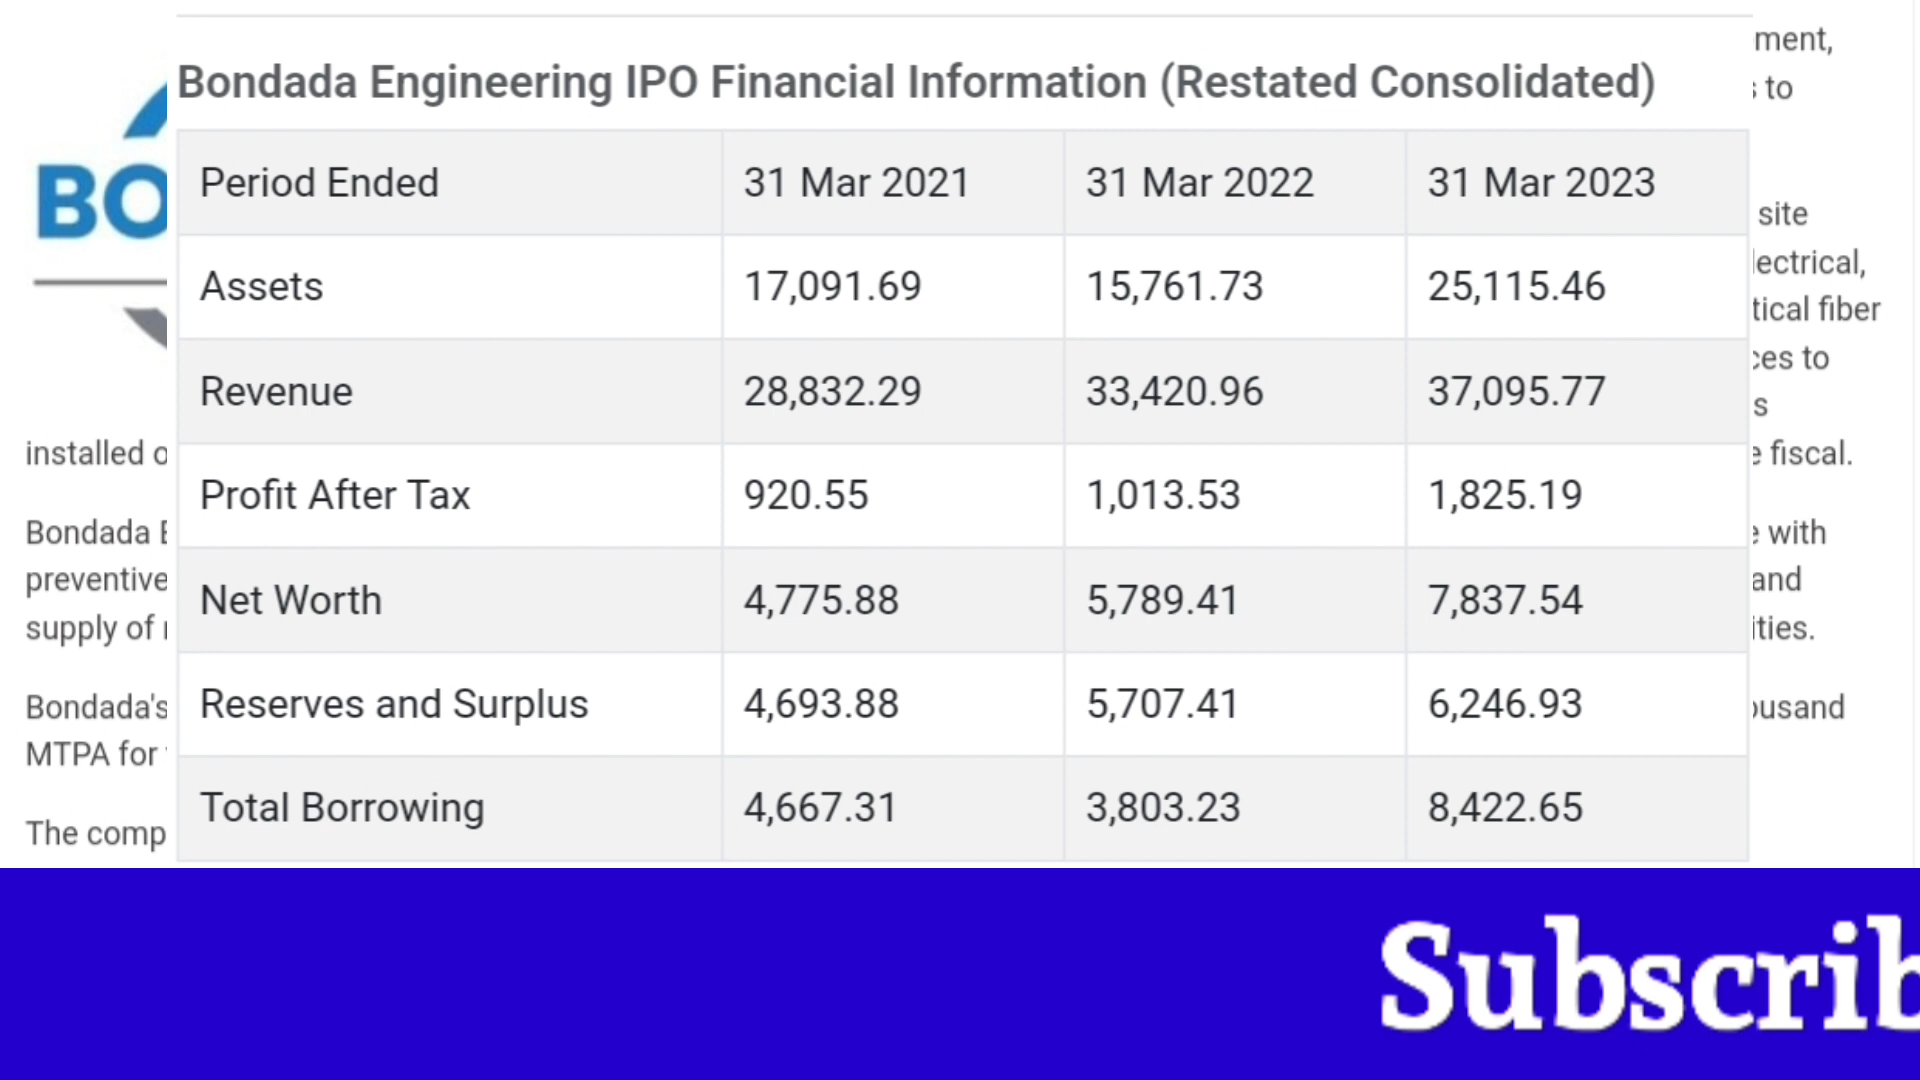 Bondada Engineering IPO Financial Information (Restated Consolidated)
Period Ended 31 Mar 2021 31 Mar 2022 31 Mar 2023
Assets 17,091.69 15,761.73 25,115.46
Revenue 28,832.29 33,420.96 37,095.77
Profit After Tax 920.55 1,013.53 1,825.19
Net Worth 4,775.88 5,789.41 7,837.54
Reserves and Surplus 4,693.88 5,707.41 6,246.93
Total Borrowing 4,667.31 3,803.23 8,422.65
BO
ment,
to
site
lectrical,
tical fiber
ces to
s
installed o
fiscal.
Bondada
with
preventive
and
supply of
ities.
Bondada's
ousand
MTPA for
The comp
Subscrib